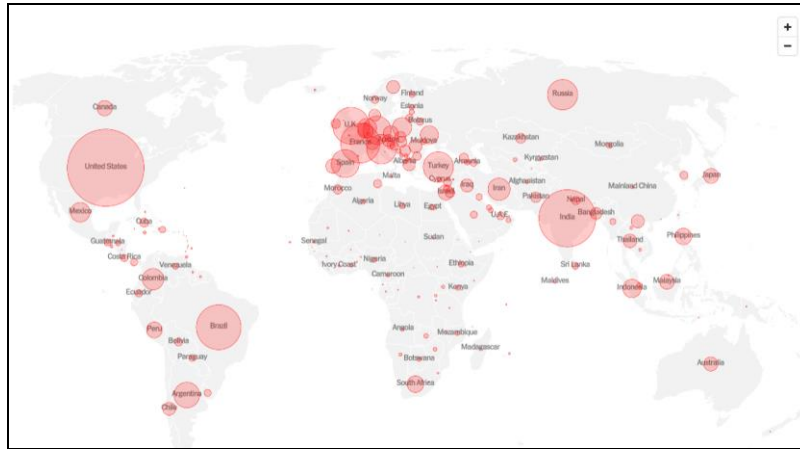 +
−
Norway
Finland
Estonia
Russia
Canada
U.K.
Belarus
France
Moldova
Kazakhstan
Mongolia
United States
Spain
Albania
Turkey
Armenia
Kyrgyzstan
Japan
Malta
Cyprus
Afghanistan
Mainland China
Morocco
Israel
Iraq
Iran
Pakistan
Nepal
Mexico
Algeria
Libya
Egypt
U.A.E.
India
Bangladesh
Cuba
Guatemala
Senegal
Sudan
Thailand
Philippines
Costa Rica
Venezuela
Ivory Coast
Nigeria
Ethiopia
Sri Lanka
Colombia
Cameroon
Maldives
Malaysia
Ecuador
Kenya
Indonesia
Peru
Brazil
Angola
Mozambique
Bolivia
Madagascar
Paraguay
Botswana
Australia
Argentina
South Africa
Chile